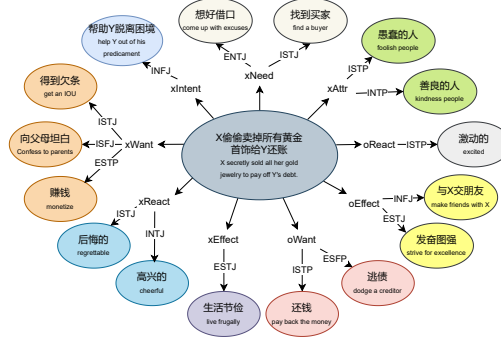 帮助Y脱离困境
help Y out of his
predicament
想好借口
come up with excuses
找到买家
find a buyer
愚蠢的人
foolish people
善良的人
kindness people
激动的
excited
与X交朋友
make friends with X
发奋图强
strive for excellence
逃债
dodge a creditor
还钱
pay back the money
生活节俭
live frugally
高兴的
cheerful
后悔的
regrettable
赚钱
monetize
向父母坦白
Confess to parents
得到欠条
get an IOU
X偷偷卖掉所有黄金
首饰给Y还账
X secretly sold all her gold
jewelry to pay off Y's debt.
xIntent
INFJ
xNeed
ENTJ
ISTJ
xAttr
ISTP
INTP
oReact
ISTP
oEffect
INFJ
ESTJ
oWant
ESFP
ISTP
xEffect
ESTJ
xReact
ISTJ
INTJ
xWant
ISTJ
ISFJ
ESTP